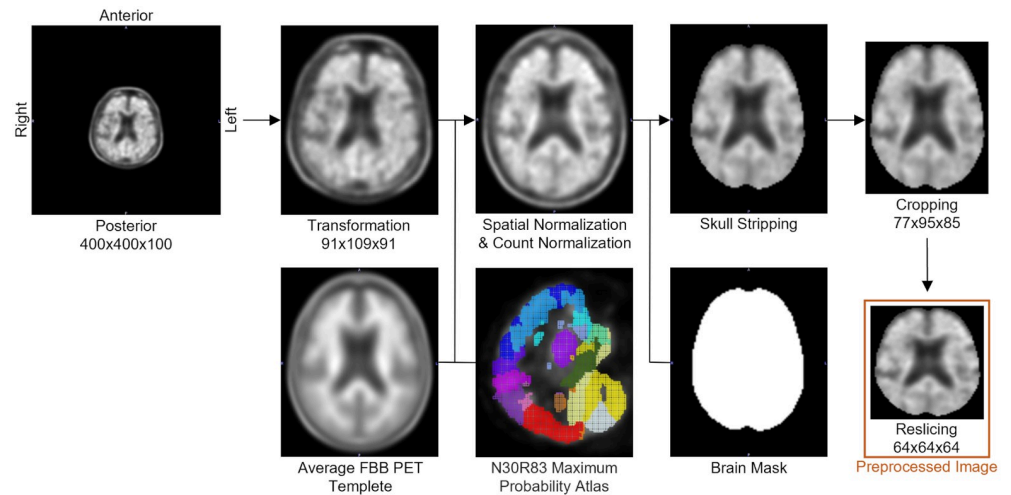 Anterior
Right
Left
Posterior
400x400x100
Transformation
91x109x91
Spatial Normalization
& Count Normalization
Skull Stripping
Cropping
77x95x85
Average FBB PET
Templete
N30R83 Maximum
Probability Atlas
Brain Mask
Reslicing
64x64x64
Preprocessed Image